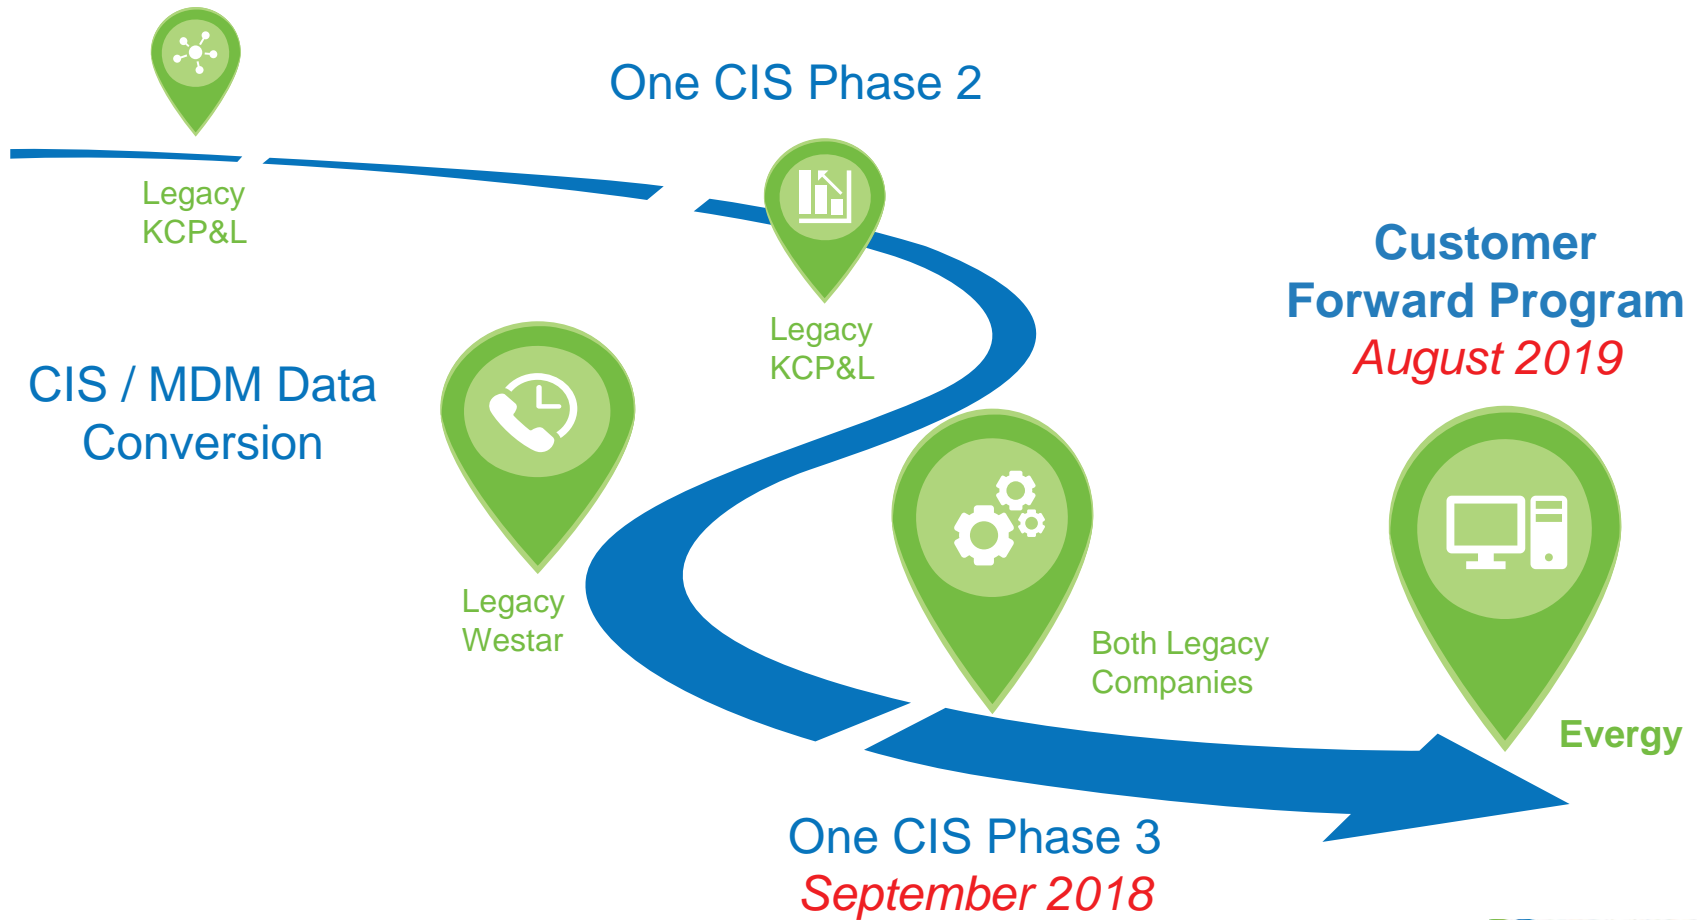 One CIS Phase 2
Legacy
KCP&L
Legacy
KCP&L
Customer
Forward Program
August 2019
CIS / MDM Data
Conversion
Legacy
Westar
Both Legacy
Companies
Evergy
One CIS Phase 3
September 2018